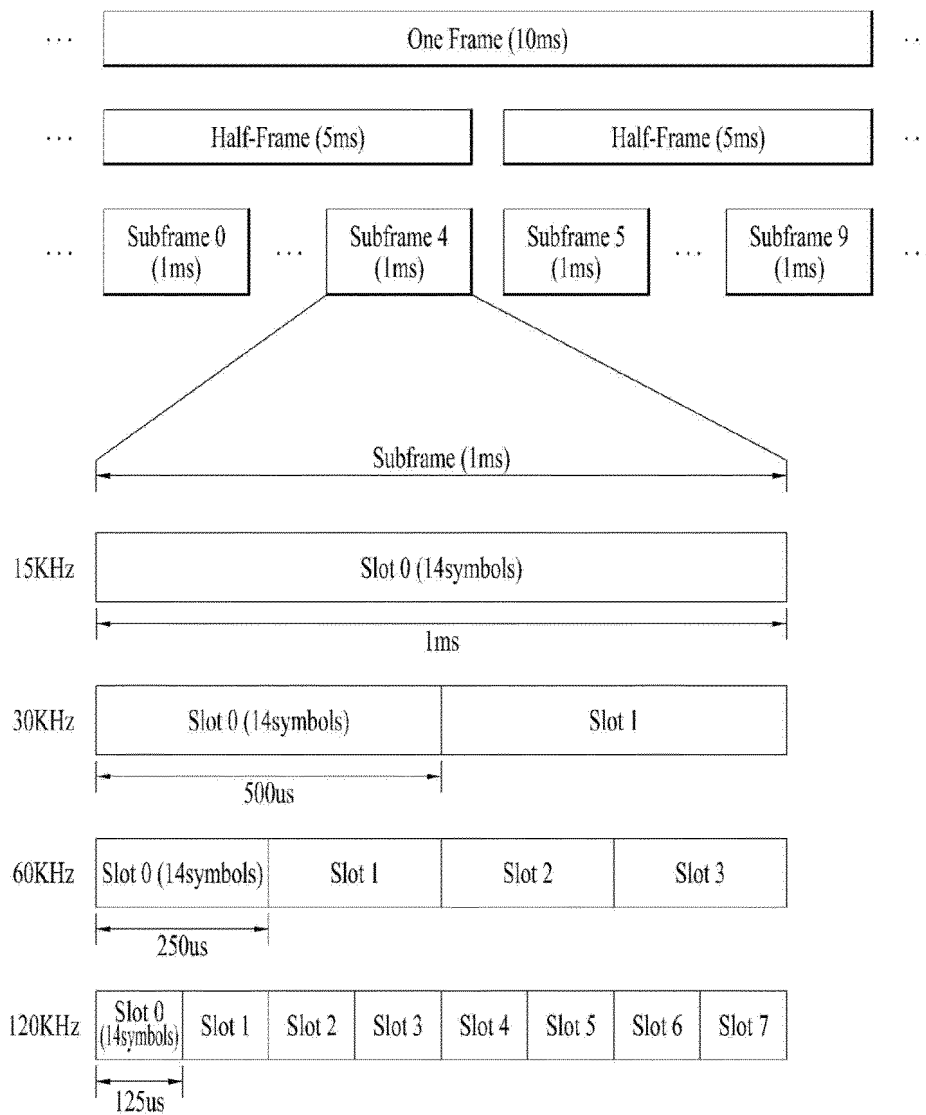 ... One Frame (10ms) ..
... Half-Frame (5ms) Half-Frame (5ms) ..
Subframe 0 Subframe 4 Subframe 5 Subframe 9
... (1ms) ... (1ms) (1ms) ... (1ms) ..
Subframe (1ms)
15KHz Slot 0 (14symbols)
1ms
30KHz Slot 0 (14symbols) Slot 1
500us
60KHz Slot 0 (14symbols) Slot 1 Slot 2 Slot 3
250us
120KHz Slot 0 (14symbols) Slot 1 Slot 2 Slot 3 Slot 4 Slot 5 Slot 6 Slot 7
125us